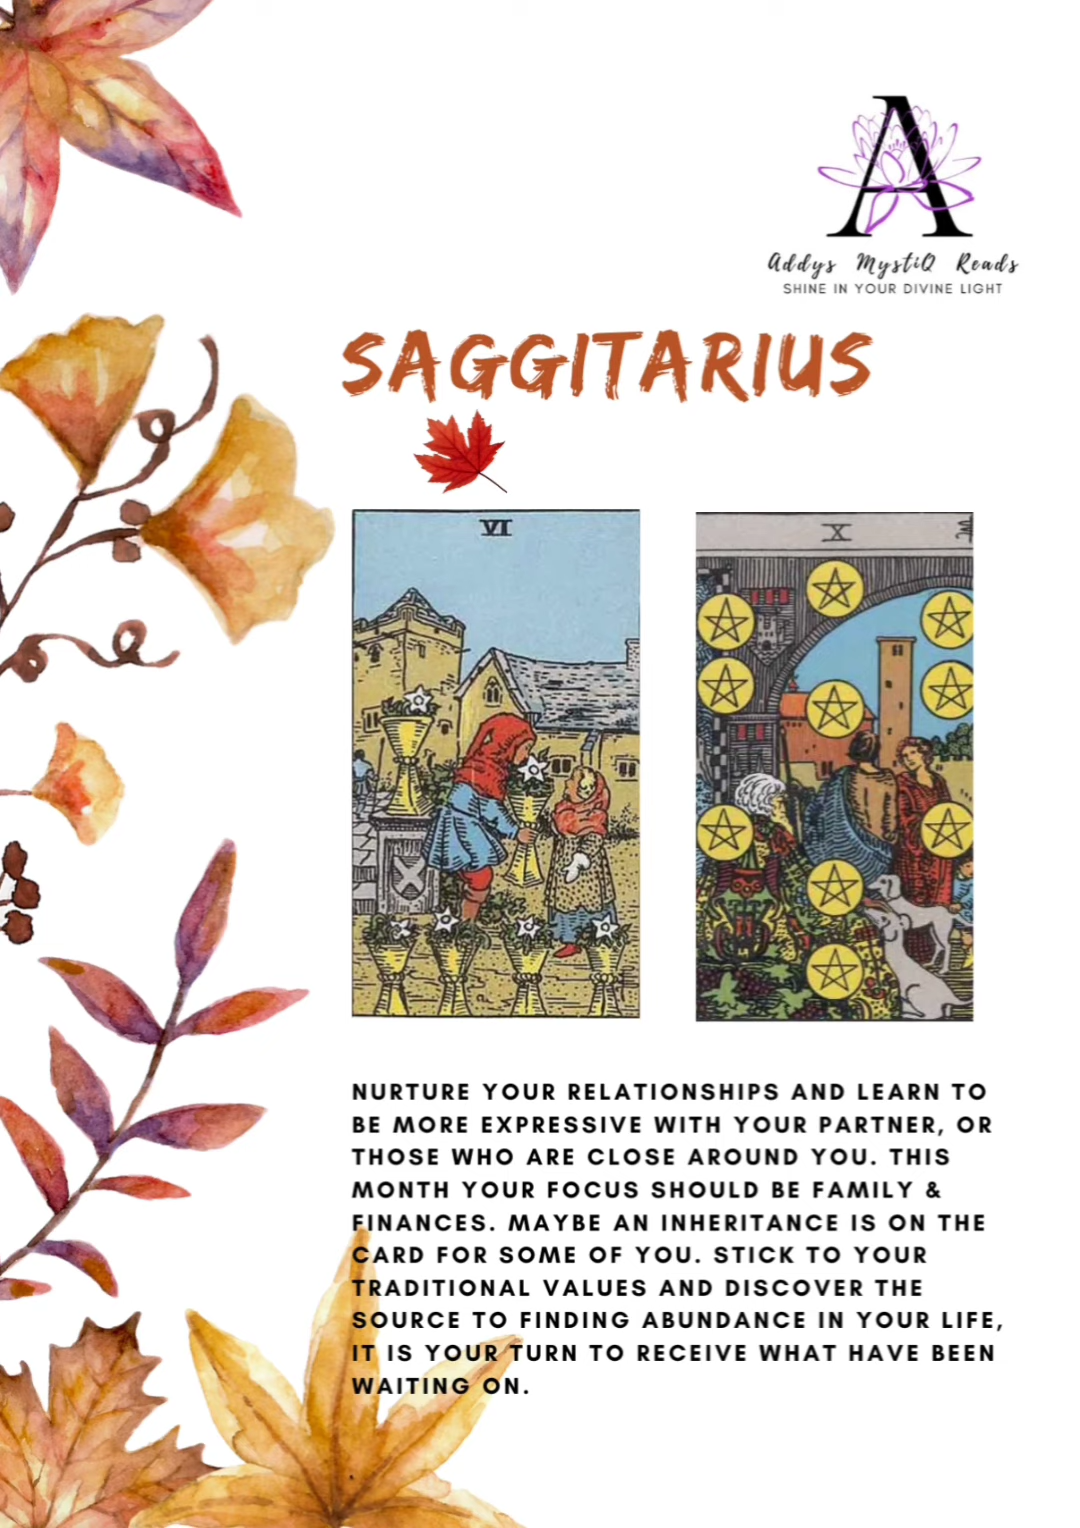 A
Addys MystiQ Reads
SHINE IN YOUR DIVINE LIGHT
SAGGITARIUS
VI
X
NURTURE YOUR RELATIONSHIPS AND LEARN TO
BE MORE EXPRESSIVE WITH YOUR PARTNER, OR
THOSE WHO ARE CLOSE AROUND YOU. THIS
MONTH YOUR FOCUS SHOULD BE FAMILY &
FINANCES. MAYBE AN INHERITANCE IS ON THE
CARD FOR SOME OF YOU. STICK TO YOUR
TRADITIONAL VALUES AND DISCOVER THE
SOURCE TO FINDING ABUNDANCE IN YOUR LIFE,
IT IS YOUR TURN TO RECEIVE WHAT HAVE BEEN
WAITING ON.